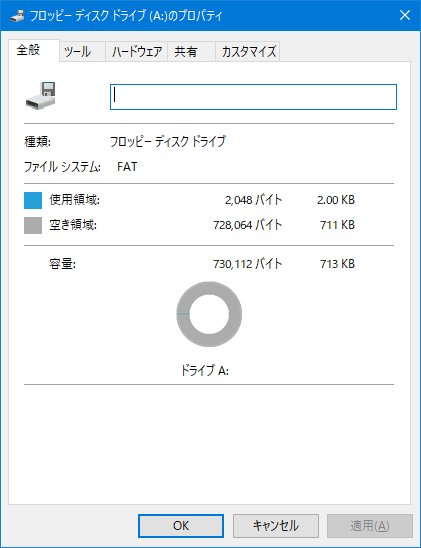 フロッピー ディスク ドライブ (A:)のプロパティ
全般 ツール ハードウェア 共有 カスタマイズ
種類: フロッピー ディスク ドライブ
ファイル システム: FAT
使用領域: 2,048 バイト 2.00 KB
空き領域: 728,064 バイト 711 KB
容量: 730,112 バイト 713 KB
ドライブ A:
OK キャンセル 適用(A)